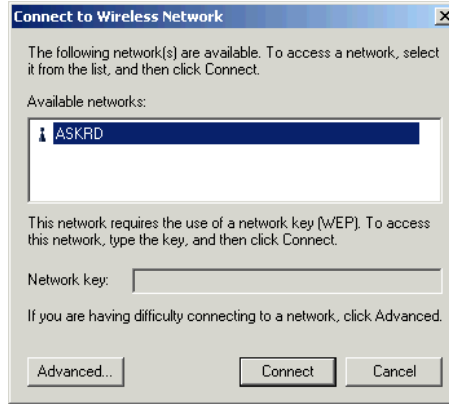 Connect to Wireless Network
The following network(s) are available. To access a network, select
it from the list, and then click Connect.
Available networks:
ASKRD
This network requires the use of a network key (WEP). To access
this network, type the key, and then click Connect.
Network key:
If you are having difficulty connecting to a network, click Advanced.
Advanced... Connect Cancel